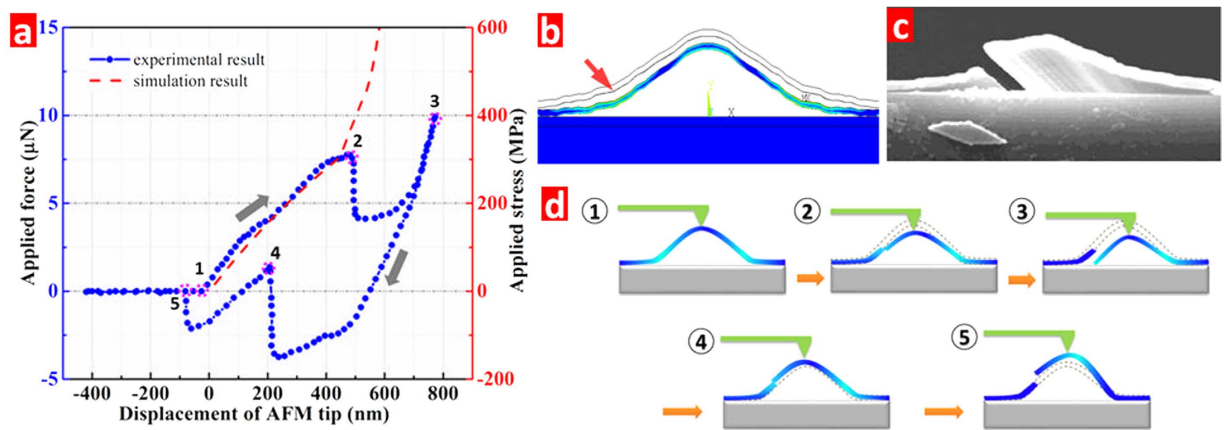 a
15
10
5
0
-5
Applied force (μN)
experimental result
simulation result
1
2
3
4
5
600
400
200
0
-200
Applied stress (MPa)
-400 -200 0 200 400 600 800
Displacement of AFM tip (nm)
b
Y
X
c
d
1
2
3
4
5